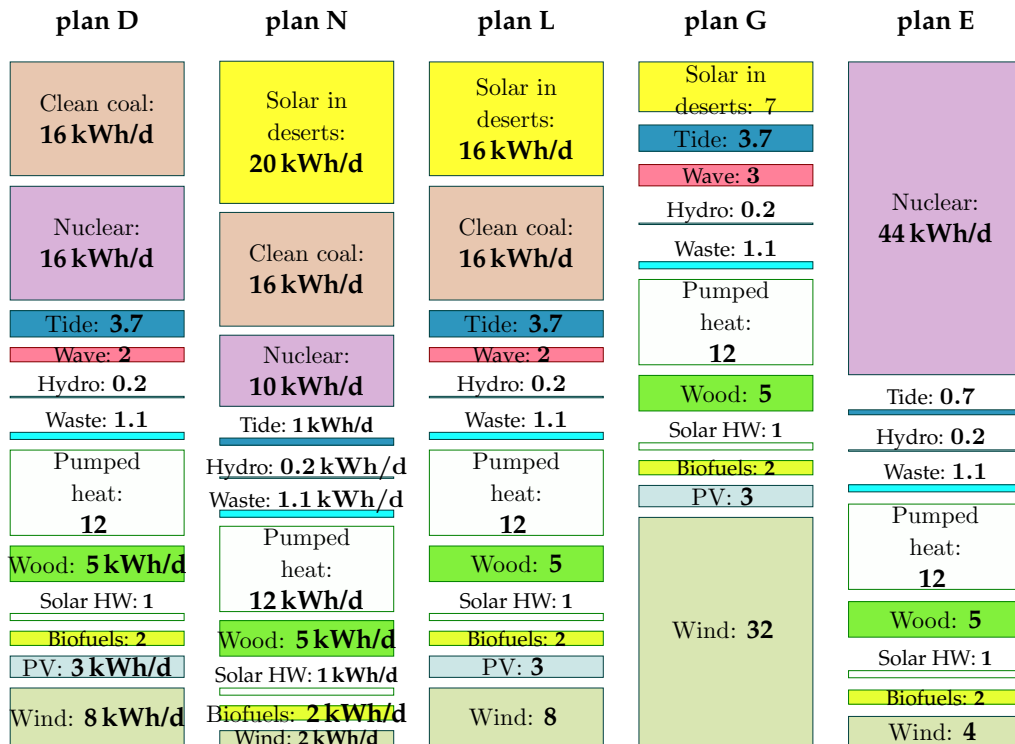 plan D
Clean coal:
16 kWh/d
Nuclear:
16 kWh/d
Tide: 3.7
Wave: 2
Hydro: 0.2
Waste: 1.1
Pumped
heat:
12
Wood: 5 kWh/d
Solar HW: 1
Biofuels: 2
PV: 3 kWh/d
Wind: 8 kWh/d
plan N
Solar in
deserts:
20 kWh/d
Clean coal:
16 kWh/d
Nuclear:
10 kWh/d
Tide: 1 kWh/d
Hydro: 0.2 kWh/d
Waste: 1.1 kWh/d
Pumped
heat:
12 kWh/d
Wood: 5 kWh/d
Solar HW: 1 kWh/d
Biofuels: 2 kWh/d
Wind: 2 kWh/d
plan L
Solar in
deserts:
16 kWh/d
Clean coal:
16 kWh/d
Tide: 3.7
Wave: 2
Hydro: 0.2
Waste: 1.1
Pumped
heat:
12
Wood: 5
Solar HW: 1
Biofuels: 2
PV: 3
Wind: 8
plan G
Solar in
deserts: 7
Tide: 3.7
Wave: 3
Hydro: 0.2
Waste: 1.1
Pumped
heat:
12
Wood: 5
Solar HW: 1
Biofuels: 2
PV: 3
Wind: 32
plan E
Nuclear:
44 kWh/d
Tide: 0.7
Hydro: 0.2
Waste: 1.1
Pumped
heat:
12
Wood: 5
Solar HW: 1
Biofuels: 2
Wind: 4